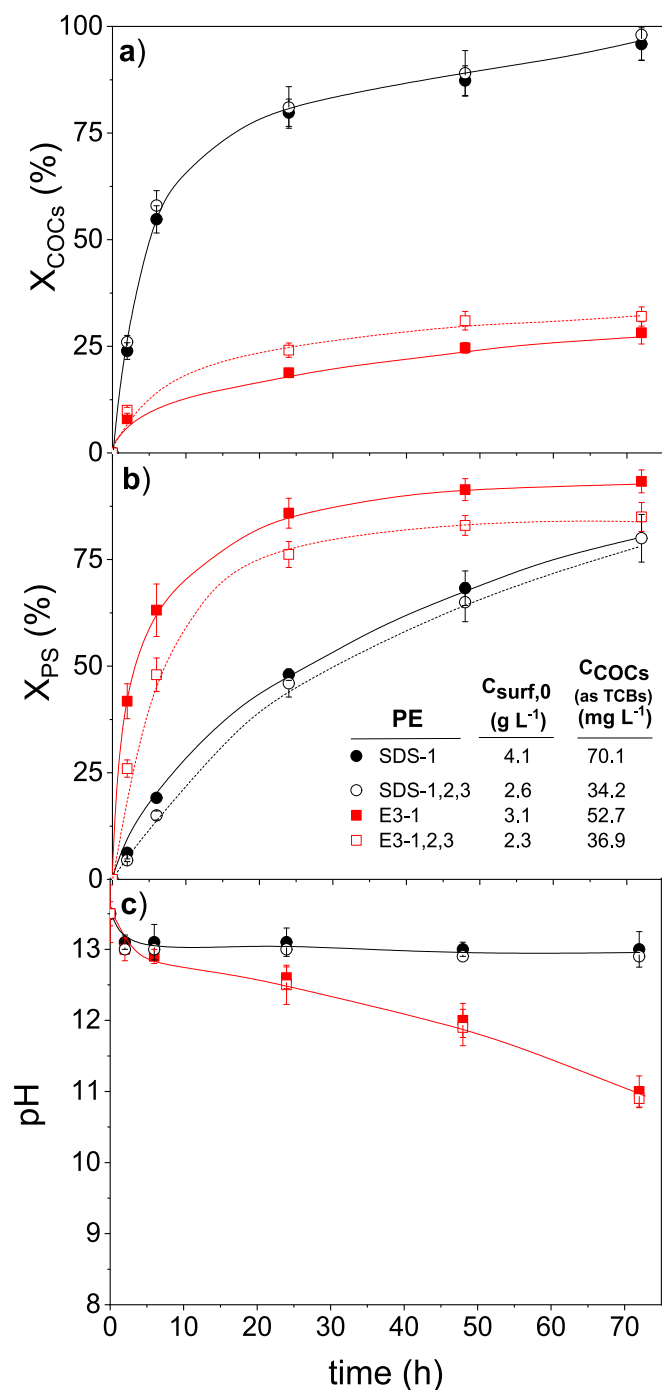 100
a)
75
50
25
0
X_COCs (%)
b)
75
50
25
0
X_PS (%)
PE C_surf,0 (g L⁻¹) C_COCs (as TCBs) (mg L⁻¹)
SDS-1 4.1 70.1
SDS-1,2,3 2.6 34.2
E3-1 3.1 52.7
E3-1,2,3 2.3 36.9
c)
13
12
11
10
9
8
pH
0 10 20 30 40 50 60 70
time (h)